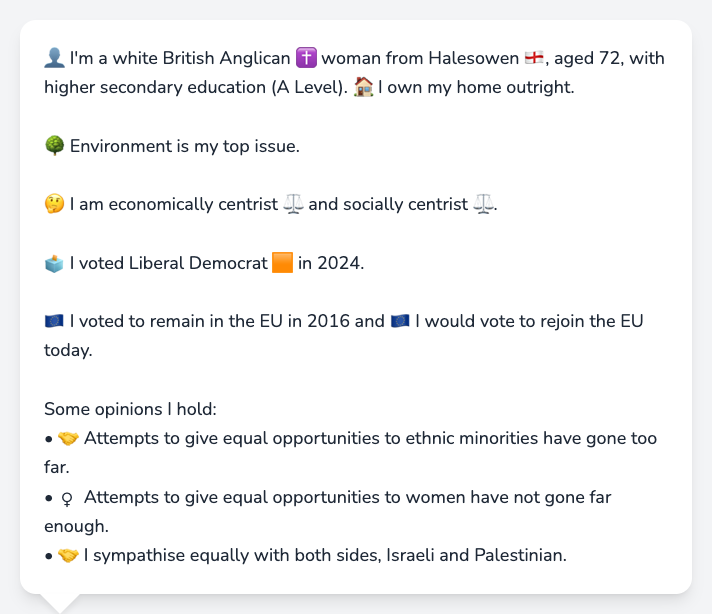 👤 I'm a white British Anglican ✝️ woman from Halesowen 🏴󠁧󠁢󠁥󠁮󠁧󠁿, aged 72, with
higher secondary education (A Level). 🏠 I own my home outright.
🌳 Environment is my top issue.
🤔 I am economically centrist ⚖️ and socially centrist ⚖️.
🗳️ I voted Liberal Democrat 🟧 in 2024.
🇪🇺 I voted to remain in the EU in 2016 and 🇪🇺 I would vote to rejoin the EU
today.
Some opinions I hold:
• 🤝 Attempts to give equal opportunities to ethnic minorities have gone too
far.
• ♀ Attempts to give equal opportunities to women have not gone far
enough.
• 🤝 I sympathise equally with both sides, Israeli and Palestinian.